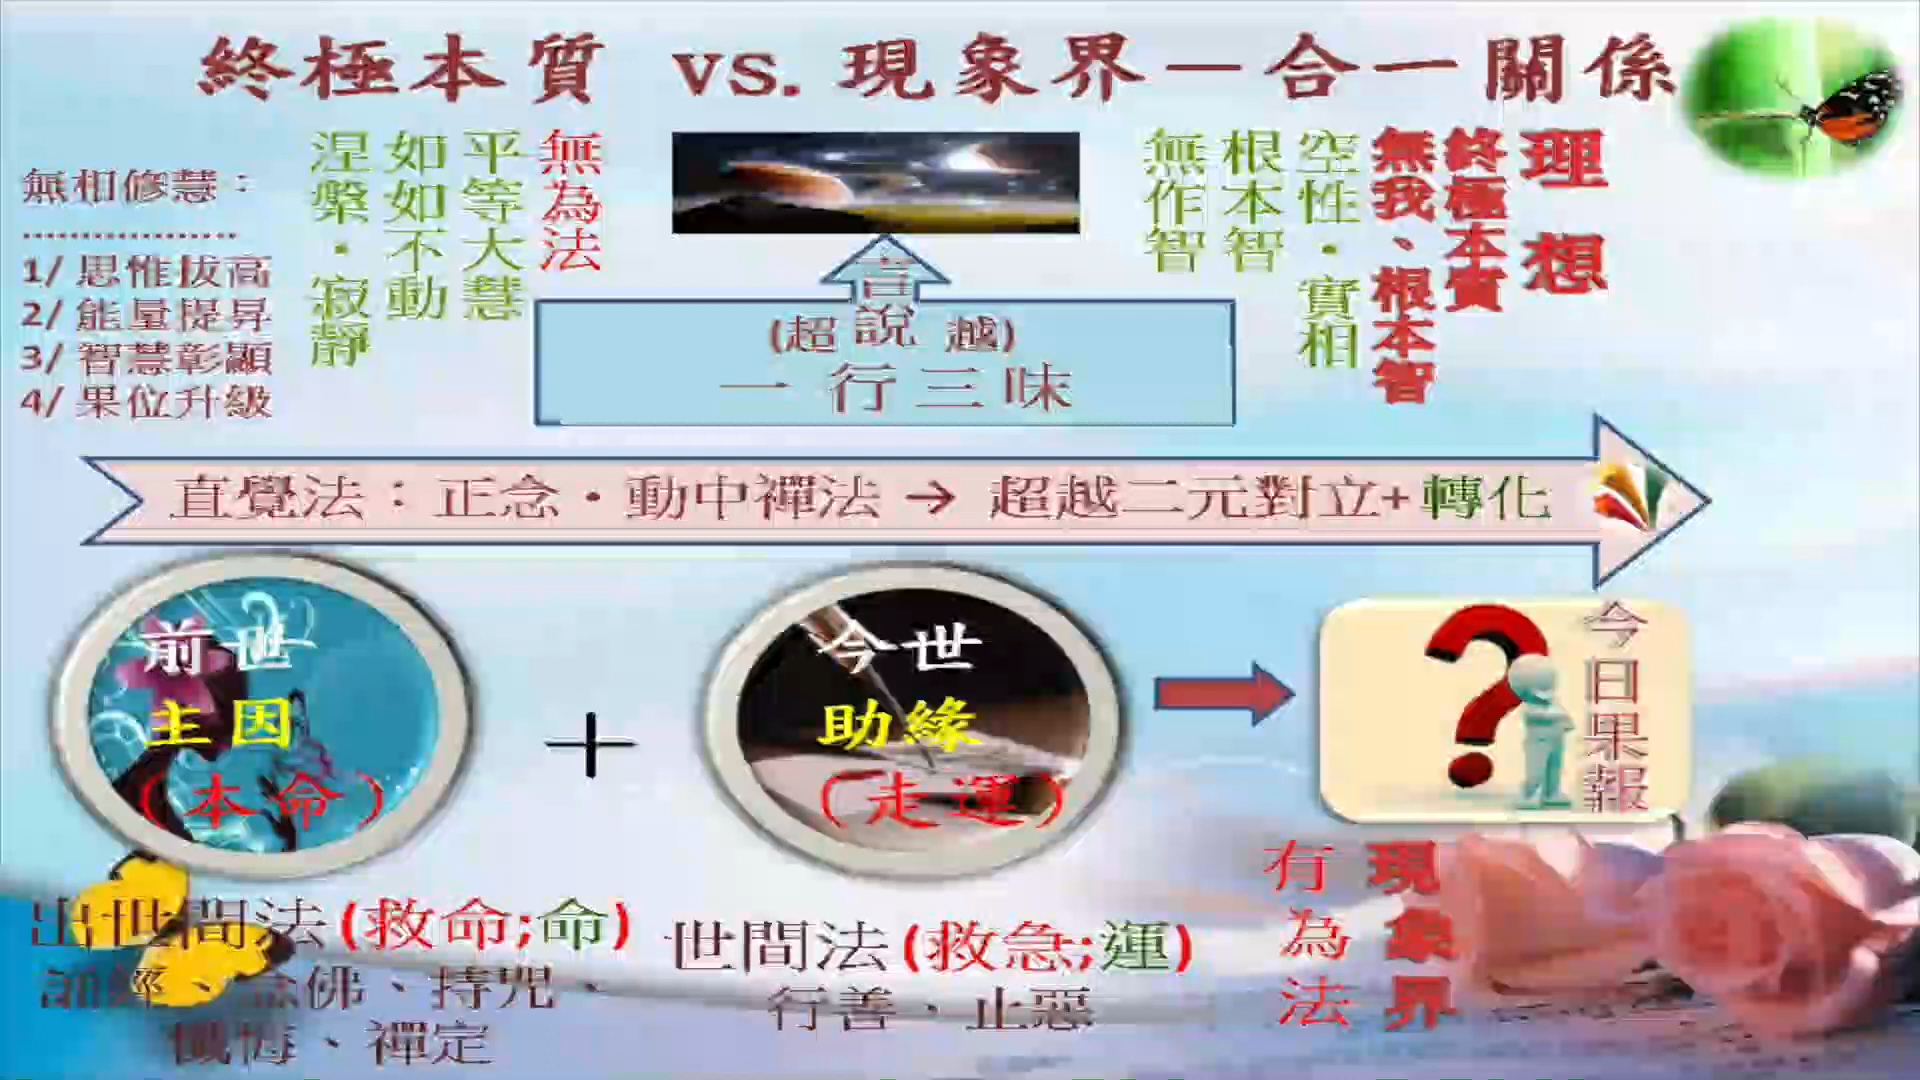 終極本質 vs. 現象界－合一關係
無相修慧：
1/ 思惟拔高
2/ 能量提昇
3/ 智慧彰顯
4/ 果位升級
無為法
平等大慧
如如不動
涅槃·寂靜
言說
(超 越)
一行三昧
理想
終極本質
無我、根本智
空性·實相
根本智
無作智
直覺法：正念·動中禪法 → 超越二元對立+轉化
前世
主因
(本命)
+
今世
助緣
(走運)
?
今日果報
出世間法(救命;命)
誦經、念佛、持咒、
懺悔、禪定
世間法(救急;運)
行善、止惡
現象界
有為法